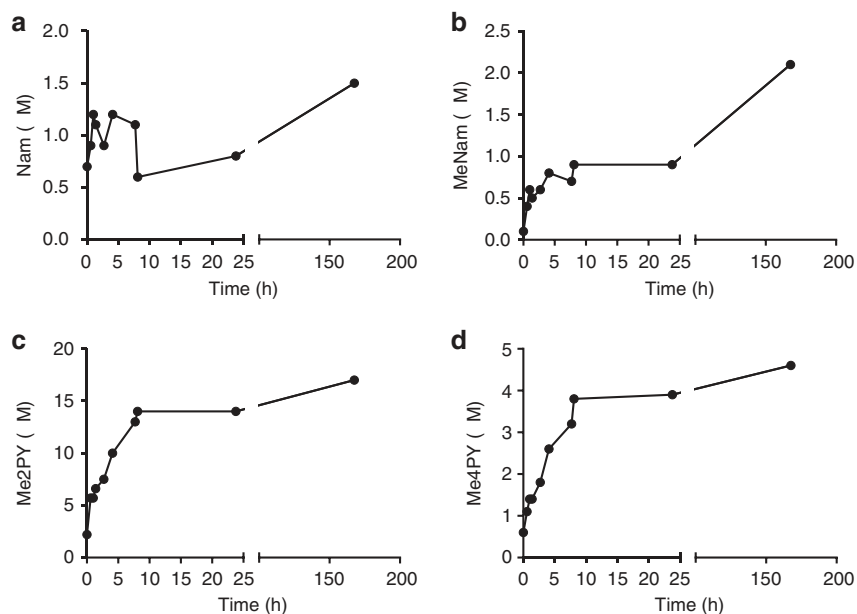 a
b
2.0
1.5
1.0
0.5
0.0
Nam ( M)
0 5 10 15 20 25 150 200
Time (h)
2.5
2.0
1.5
1.0
0.5
0.0
MeNam ( M)
0 5 10 15 20 25 150 200
Time (h)
c
d
20
15
10
5
0
Me2PY ( M)
0 5 10 15 20 25 150 200
Time (h)
5
4
3
2
1
0
Me4PY ( M)
0 5 10 15 20 25 150 200
Time (h)